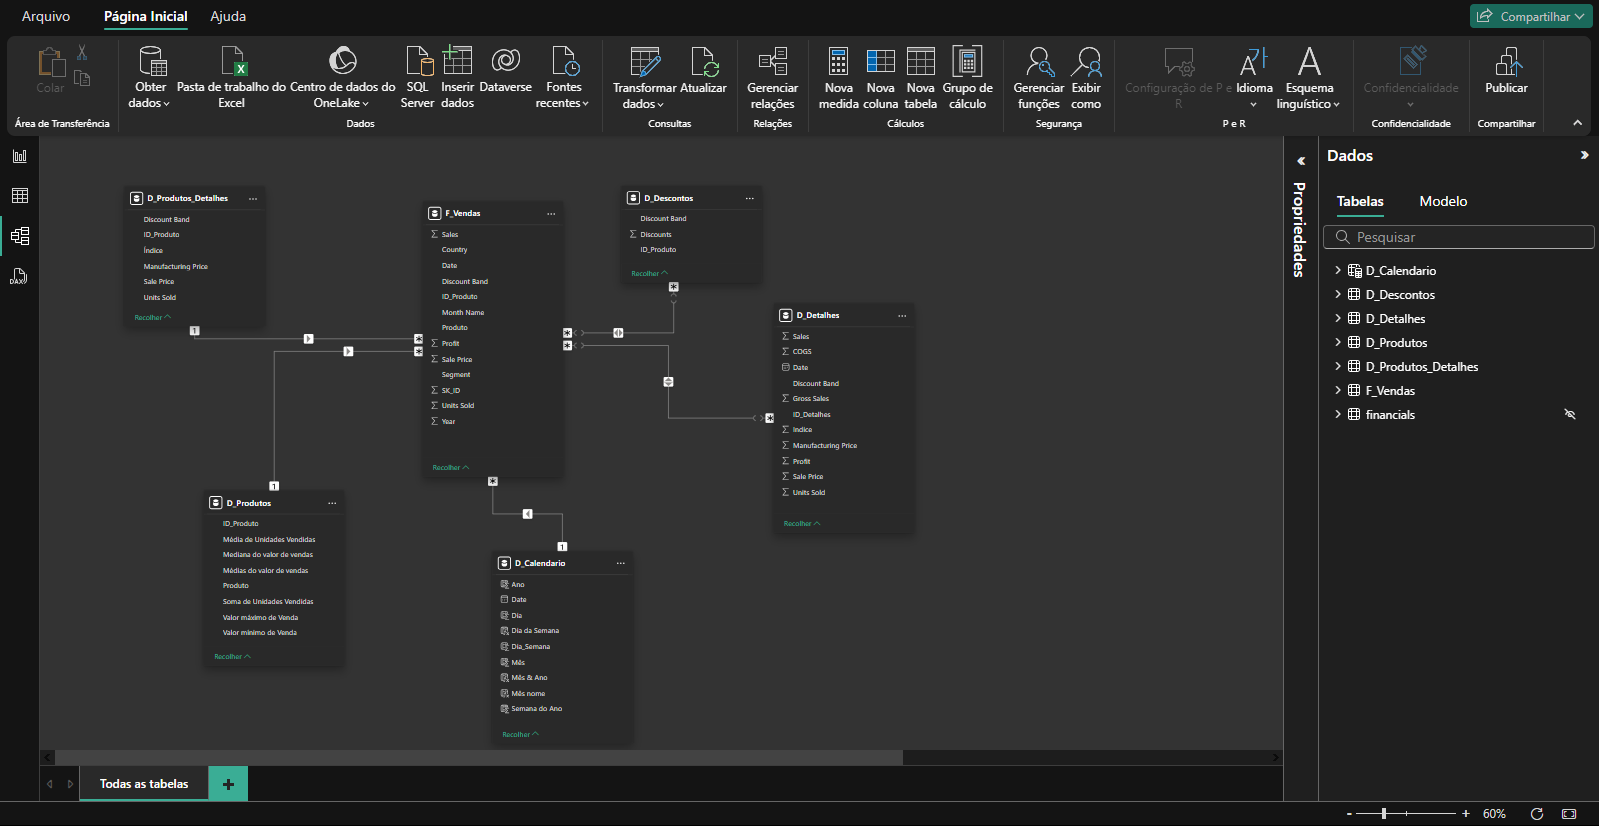 Arquivo
Página Inicial
Ajuda
Compartilhar
Colar
Obter dados
Pasta de trabalho do Excel
Centro de dados do OneLake
SQL Server
Inserir dados
Dataverse
Fontes recentes
Transformar dados
Atualizar
Gerenciar relações
Nova medida
Nova coluna
Nova tabela
Grupo de cálculo
Gerenciar funções
Exibir como
Configuração de P e R
Idioma
Esquema linguístico
Confidencialidade
Publicar
Área de Transferência
Dados
Consultas
Relações
Cálculos
Segurança
P e R
Confidencialidade
Compartilhar
DAX
D_Produtos_Detalhes
Discount Band
ID_Produto
Índice
Manufacturing Price
Sale Price
Units Sold
Recolher
1
F_Vendas
Sales
Country
Date
Discount Band
ID_Produto
Month Name
Produto
Profit
Sale Price
Segment
SK_ID
Units Sold
Year
Recolher
D_Descontos
Discount Band
Discounts
ID_Produto
Recolher
D_Detalhes
Sales
COGS
Date
Discount Band
Gross Sales
ID_Detalhes
Indice
Manufacturing Price
Profit
Sale Price
Units Sold
Recolher
1
D_Produtos
ID_Produto
Média de Unidades Vendidas
Mediana do valor de vendas
Médias do valor de vendas
Produto
Soma de Unidades Vendidas
Valor máximo de Venda
Valor mínimo de Venda
Recolher
1
D_Calendario
Ano
Date
Dia
Dia da Semana
Dia_Semana
Mês
Mês & Ano
Mês nome
Semana do Ano
Recolher
Propriedades
Dados
Tabelas
Modelo
Pesquisar
D_Calendario
D_Descontos
D_Detalhes
D_Produtos
D_Produtos_Detalhes
F_Vendas
financials
Todas as tabelas
+
- + 60%